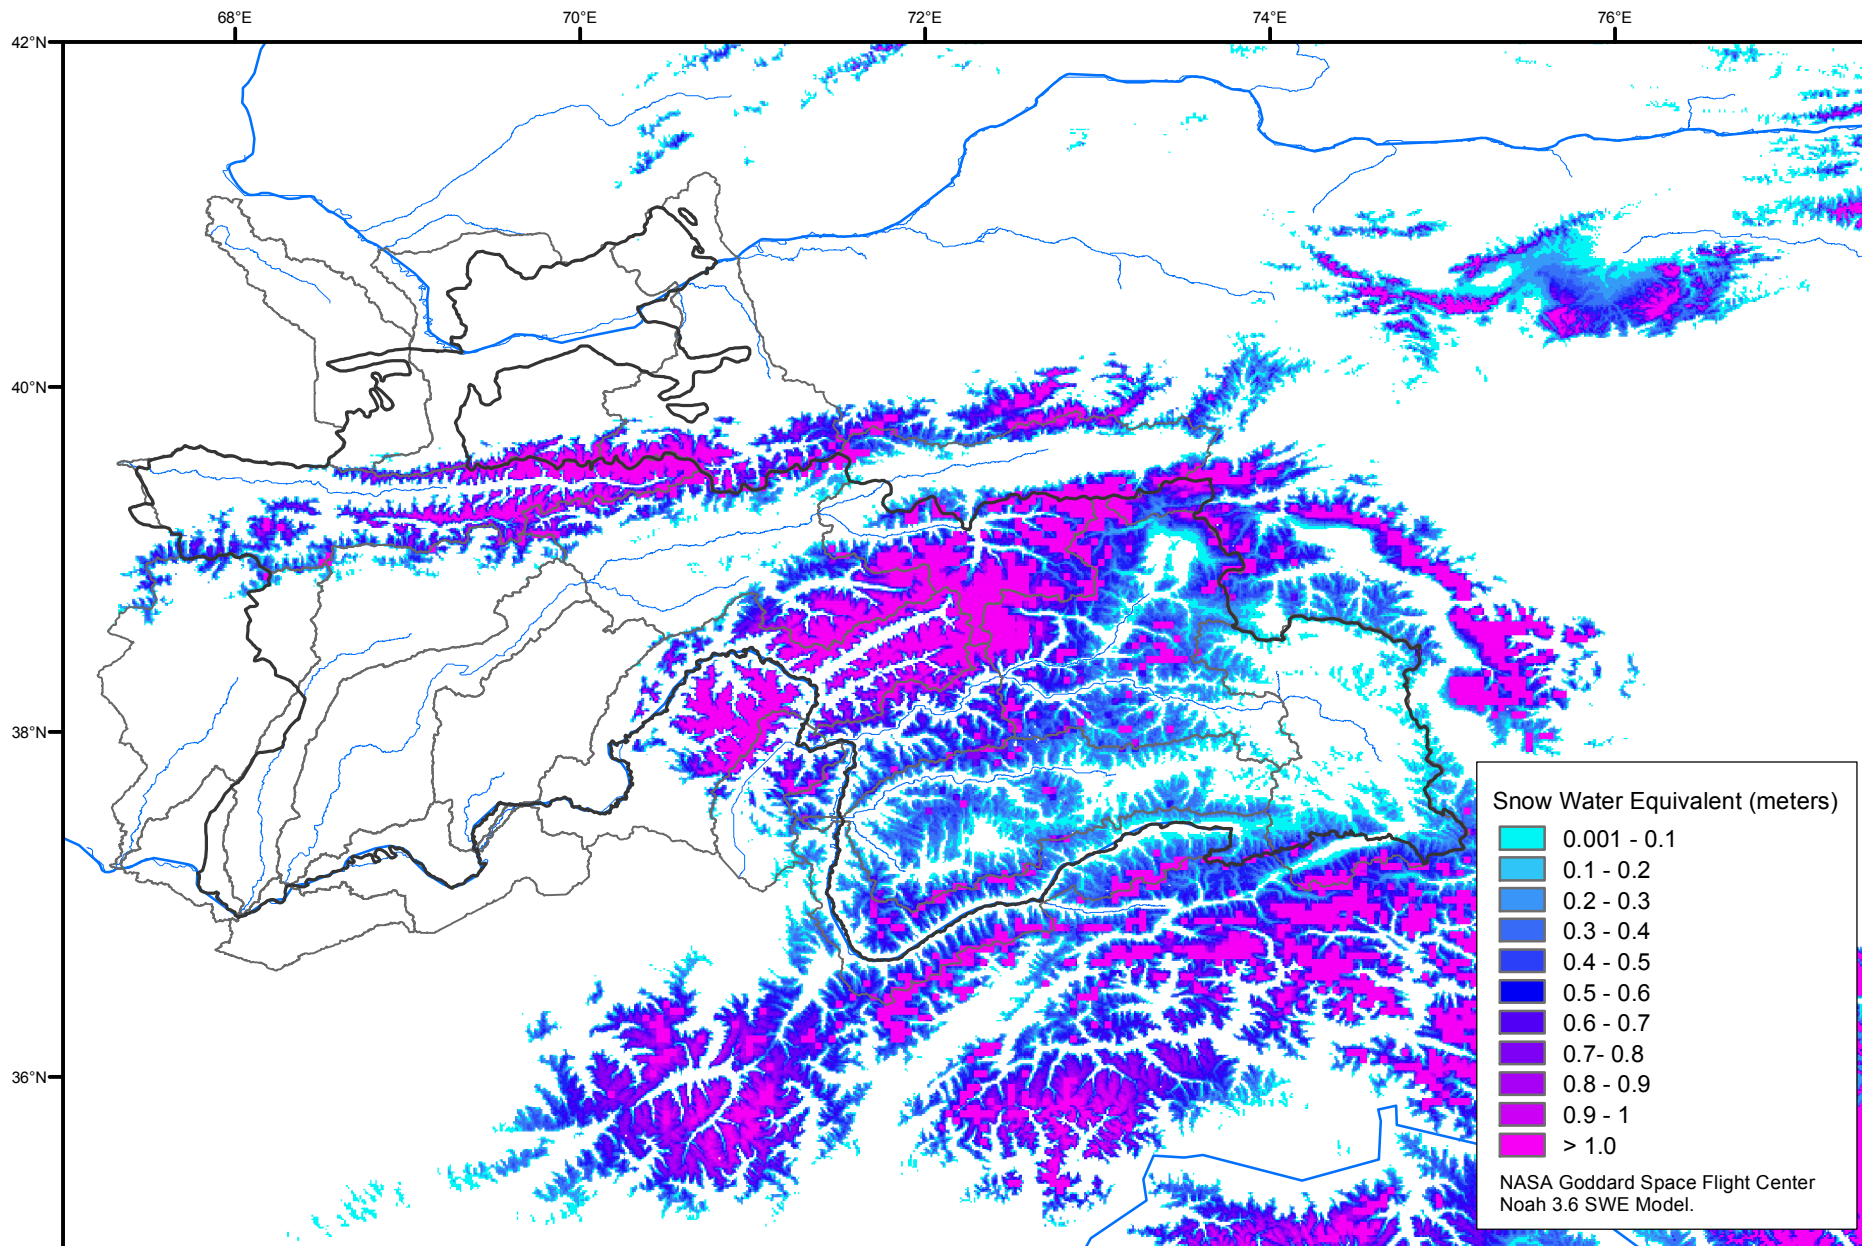 68°E
70°E
72°E
74°E
76°E
42°N
40°N
38°N
36°N
Snow Water Equivalent (meters)
0.001 - 0.1
0.1 - 0.2
0.2 - 0.3
0.3 - 0.4
0.4 - 0.5
0.5 - 0.6
0.6 - 0.7
0.7- 0.8
0.8 - 0.9
0.9 - 1
> 1.0
NASA Goddard Space Flight Center
Noah 3.6 SWE Model.